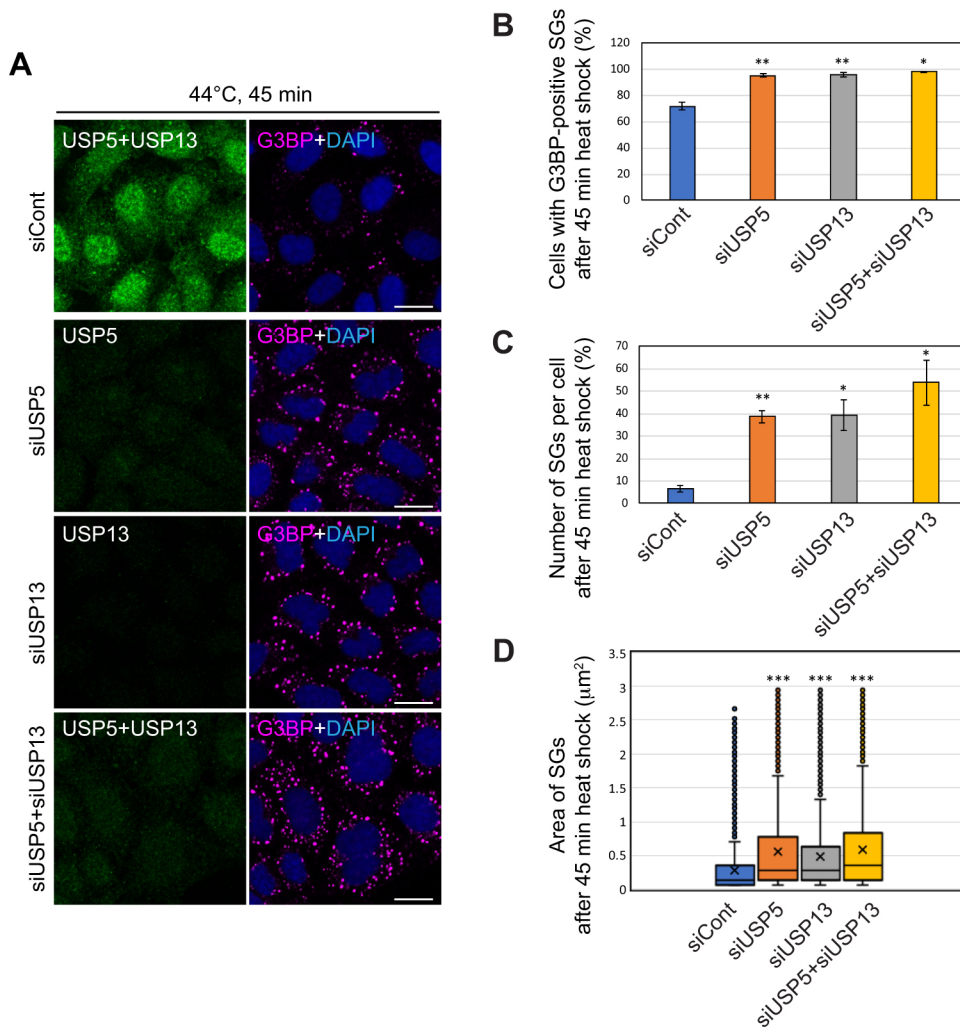 A
44°C, 45 min
siCont
USP5+USP13
G3BP+DAPI
siUSP5
USP5
G3BP+DAPI
siUSP13
USP13
G3BP+DAPI
siUSP5+siUSP13
USP5+USP13
G3BP+DAPI
B
Cells with G3BP-positive SGs
after 45 min heat shock (%)
120
100
80
60
40
20
0
**
**
*
siCont
siUSP5
siUSP13
siUSP5+siUSP13
C
Number of SGs per cell
after 45 min heat shock (%)
70
60
50
40
30
20
10
0
**
*
*
siCont
siUSP5
siUSP13
siUSP5+siUSP13
D
Area of SGs
after 45 min heat shock (μm²)
3.5
3
2.5
2
1.5
1
0.5
0
***
***
***
siCont
siUSP5
siUSP13
siUSP5+siUSP13